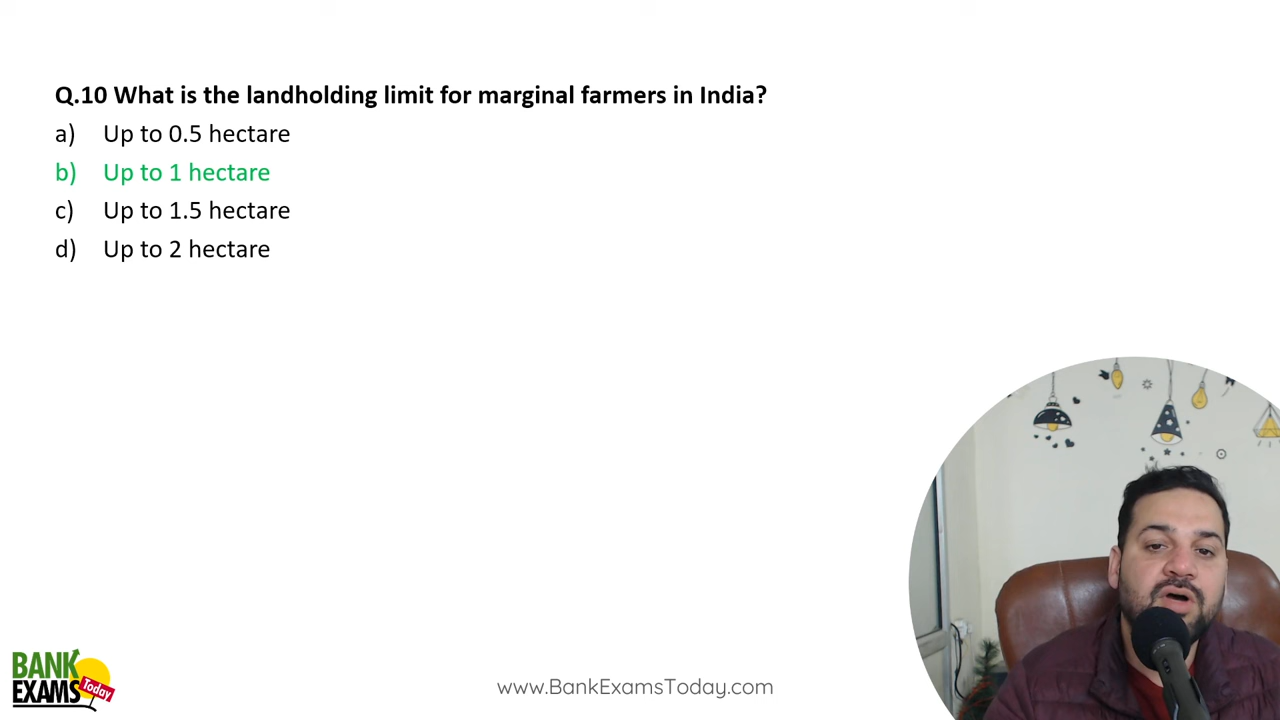 Q.10 What is the landholding limit for marginal farmers in India?
a) Up to 0.5 hectare
b) Up to 1 hectare
c) Up to 1.5 hectare
d) Up to 2 hectare
BANK
EXAMS
Today
www.BankExamsToday.com